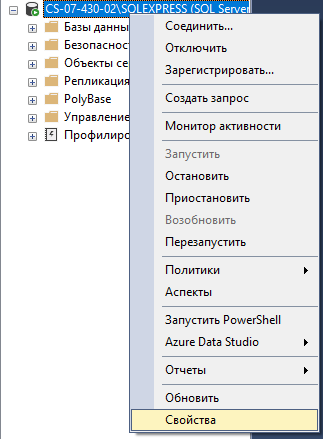 CS-07-430-02\SQLEXPRESS (SQL Server
Базы данны
Безопасност
Объекты се
Репликация
PolyBase
Управление
Профилиро
Соединить...
Отключить
Зарегистрировать...
Создать запрос
Монитор активности
Запустить
Остановить
Приостановить
Возобновить
Перезапустить
Политики
Аспекты
Запустить PowerShell
Azure Data Studio
Отчеты
Обновить
Свойства